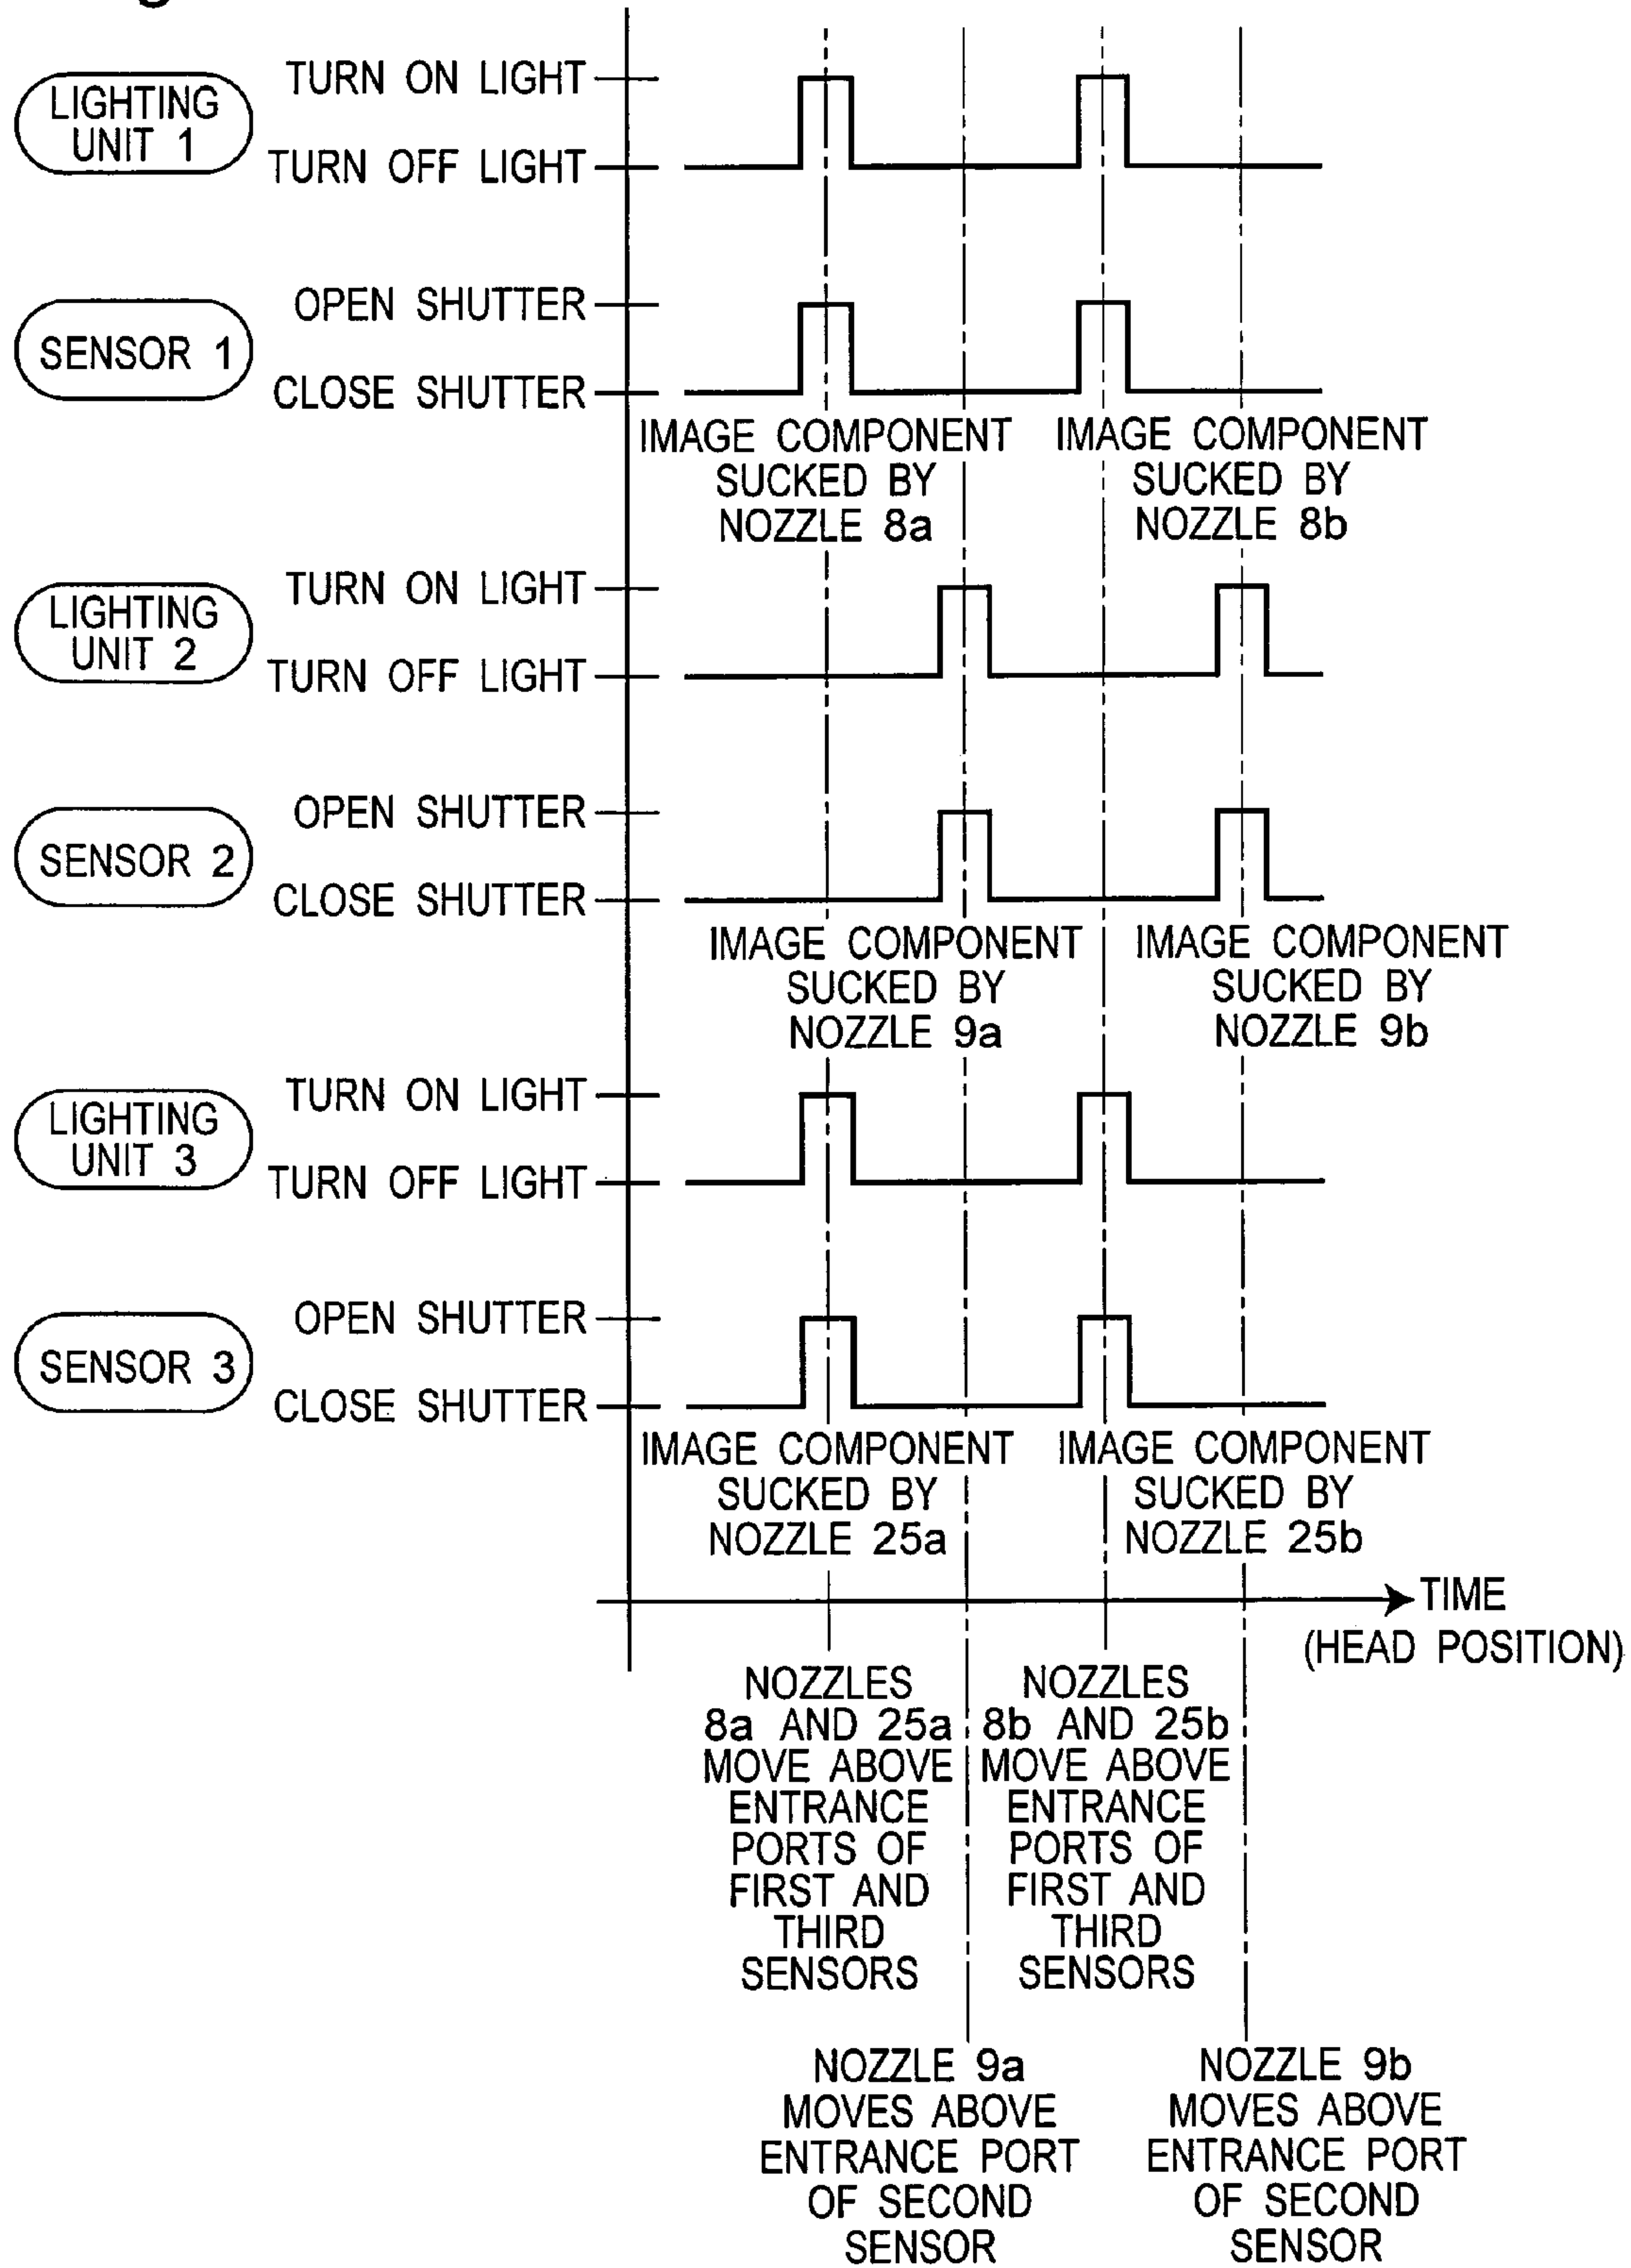 LIGHTING
UNIT 1
TURN ON LIGHT
TURN OFF LIGHT
SENSOR 1
OPEN SHUTTER
CLOSE SHUTTER
IMAGE COMPONENT
SUCKED BY
NOZZLE 8a
IMAGE COMPONENT
SUCKED BY
NOZZLE 8b
LIGHTING
UNIT 2
TURN ON LIGHT
TURN OFF LIGHT
SENSOR 2
OPEN SHUTTER
CLOSE SHUTTER
IMAGE COMPONENT
SUCKED BY
NOZZLE 9a
IMAGE COMPONENT
SUCKED BY
NOZZLE 9b
LIGHTING
UNIT 3
TURN ON LIGHT
TURN OFF LIGHT
SENSOR 3
OPEN SHUTTER
CLOSE SHUTTER
IMAGE COMPONENT
SUCKED BY
NOZZLE 25a
IMAGE COMPONENT
SUCKED BY
NOZZLE 25b
TIME
(HEAD POSITION)
NOZZLES
8a AND 25a
MOVE ABOVE
ENTRANCE
PORTS OF
FIRST AND
THIRD
SENSORS
NOZZLES
8b AND 25b
MOVE ABOVE
ENTRANCE
PORTS OF
FIRST AND
THIRD
SENSORS
NOZZLE 9a
MOVES ABOVE
ENTRANCE PORT
OF SECOND
SENSOR
NOZZLE 9b
MOVES ABOVE
ENTRANCE PORT
OF SECOND
SENSOR